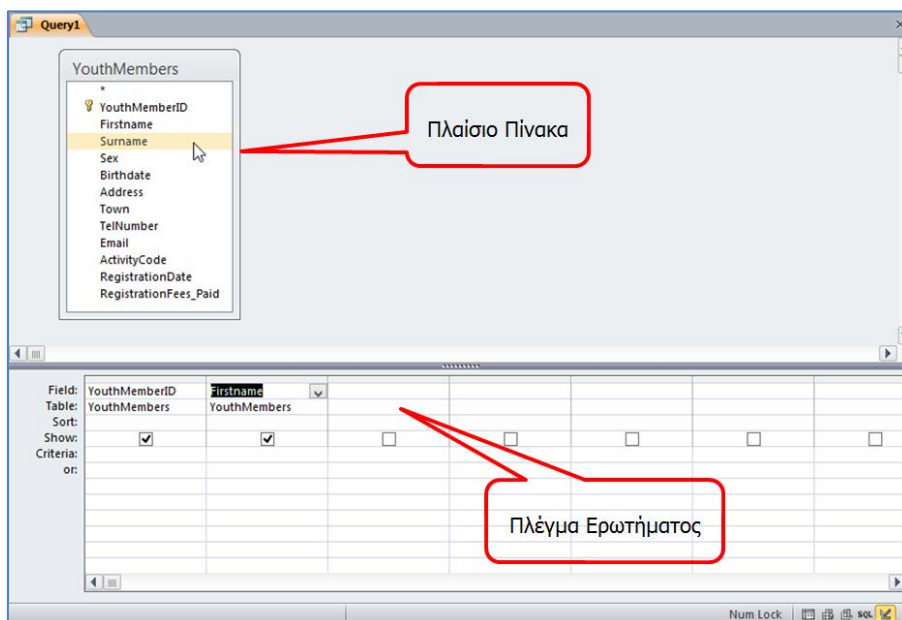 Query1
YouthMembers
*
YouthMemberID
Firstname
Surname
Sex
Birthdate
Address
Town
TelNumber
Email
ActivityCode
RegistrationDate
RegistrationFees_Paid
Πλαίσιο Πίνακα
Field: YouthMemberID Firstname
Table: YouthMembers YouthMembers
Sort:
Show:
Criteria:
or:
Πλέγμα Ερωτήματος
Num Lock SQL